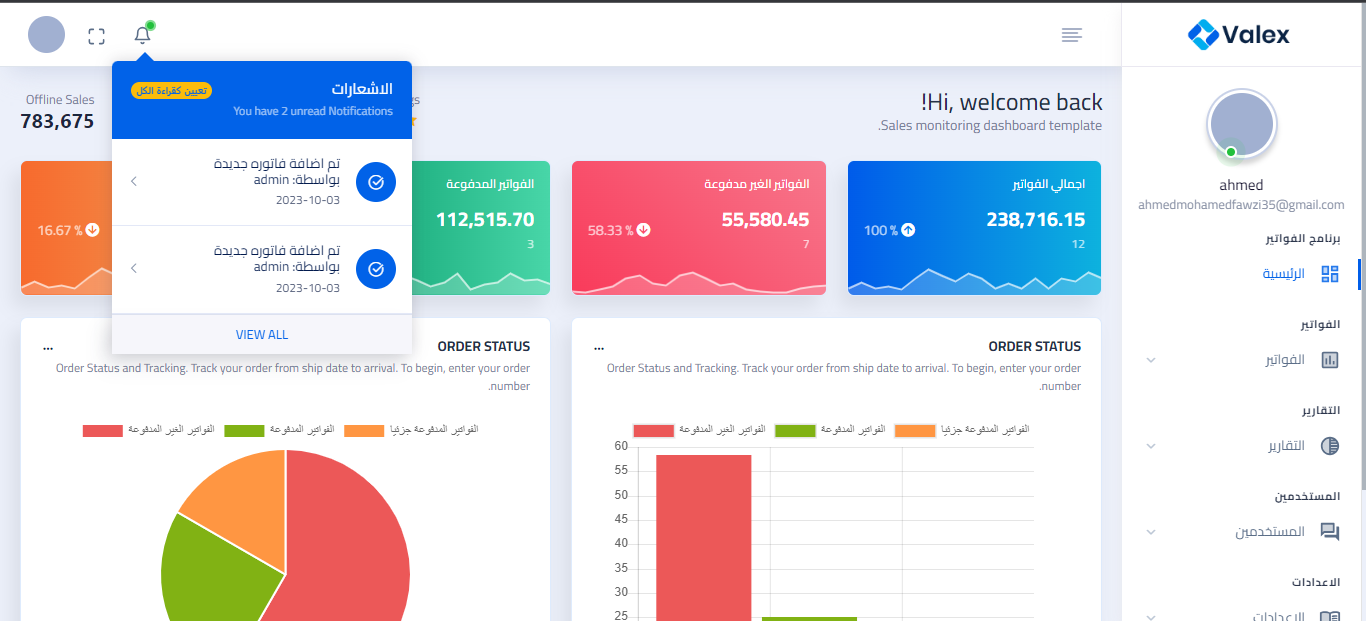 Valex
ahmed
ahmedmohamedfawzi35@gmail.com
برنامج الفواتير
الرئيسية
الفواتير
الفواتير
التقارير
التقارير
المستخدمين
المستخدمين
الاعدادات
الاعدادات
Hi, welcome back!
Sales monitoring dashboard template.
Offline Sales
783,675
الاشعارات
تعيين كقراءة الكل
You have 2 unread Notifications
تم اضافة فاتوره جديدة
بواسطة: admin
2023-10-03
تم اضافة فاتوره جديدة
بواسطة: admin
2023-10-03
VIEW ALL
اجمالي الفواتير
238,716.15
12
100 %
الفواتير الغير مدفوعة
55,580.45
7
58.33 %
الفواتير المدفوعة
112,515.70
3
16.67 %
ORDER STATUS
...
Order Status and Tracking. Track your order from ship date to arrival. To begin, enter your order
number.
الفواتير الغير المدفوعة
الفواتير المدفوعة
الفواتير المدفوعة جزئيا
60
55
50
45
40
35
30
25
ORDER STATUS
...
Order Status and Tracking. Track your order from ship date to arrival. To begin, enter your order
number.
الفواتير الغير المدفوعة
الفواتير المدفوعة
الفواتير المدفوعة جزئيا